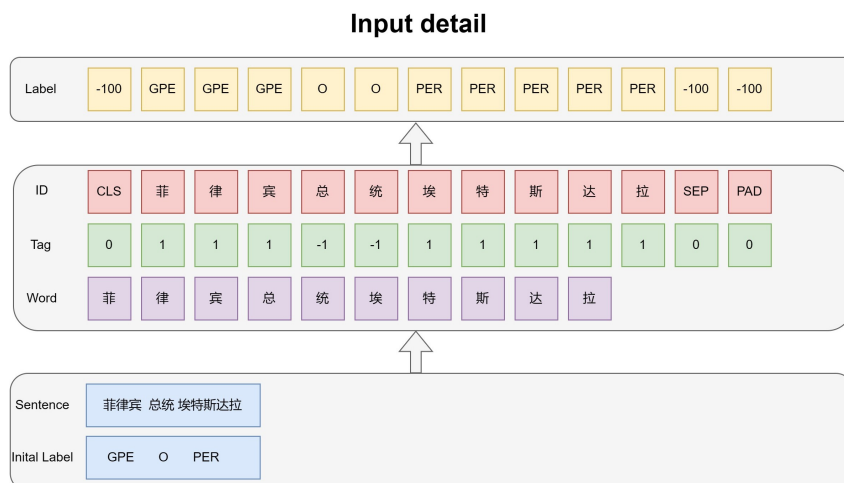 Input detail
Label -100 GPE GPE GPE O O PER PER PER PER PER -100 -100
ID CLS 菲 律 宾 总 统 埃 特 斯 达 拉 SEP PAD
Tag 0 1 1 1 -1 -1 1 1 1 1 1 0 0
Word 菲 律 宾 总 统 埃 特 斯 达 拉
Sentence 菲律宾 总统 埃特斯达拉
Inital Label GPE O PER